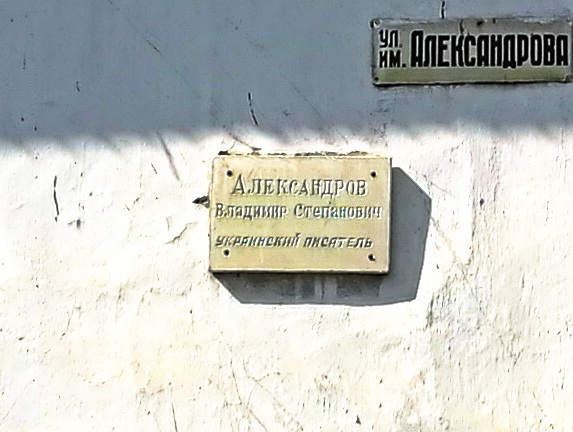 УЛ.
ИМ. АЛЕКСАНДРОВА
АЛЕКСАНДРОВ
ВЛАДИМИР СТЕПАНОВИЧ
УКРАИНСКИЙ ПИСАТЕЛЬ